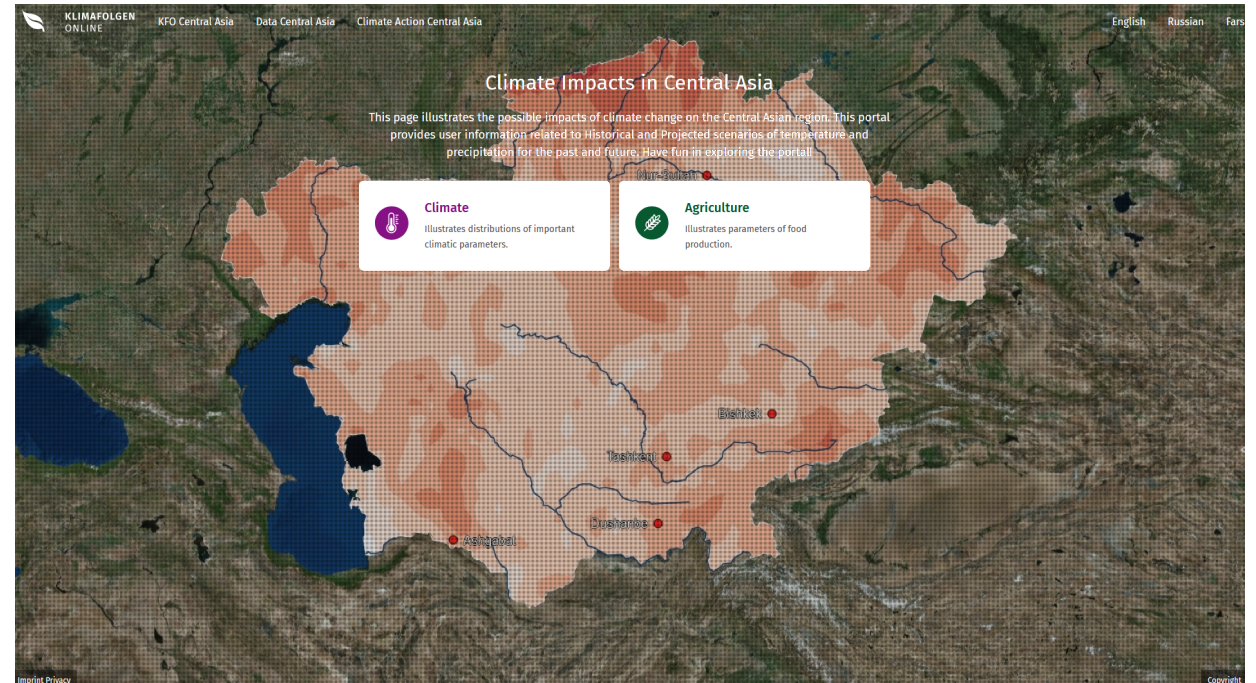 KLIMAFOLGEN
ONLINE
KFO Central Asia
Data Central Asia
Climate Action Central Asia
English
Russian
Fars
Climate Impacts in Central Asia
This page illustrates the possible impacts of climate change on the Central Asian region. This portal
provides user information related to Historical and Projected scenarios of temperature and
precipitation for the past and future. Have fun in exploring the portal!
Nur-Sultan
Climate
Illustrates distributions of important
climatic parameters.
Agriculture
Illustrates parameters of food
production.
Bishkek
Tashkent
Dushanbe
Ashgabat
Imprint Privacy
Copyright